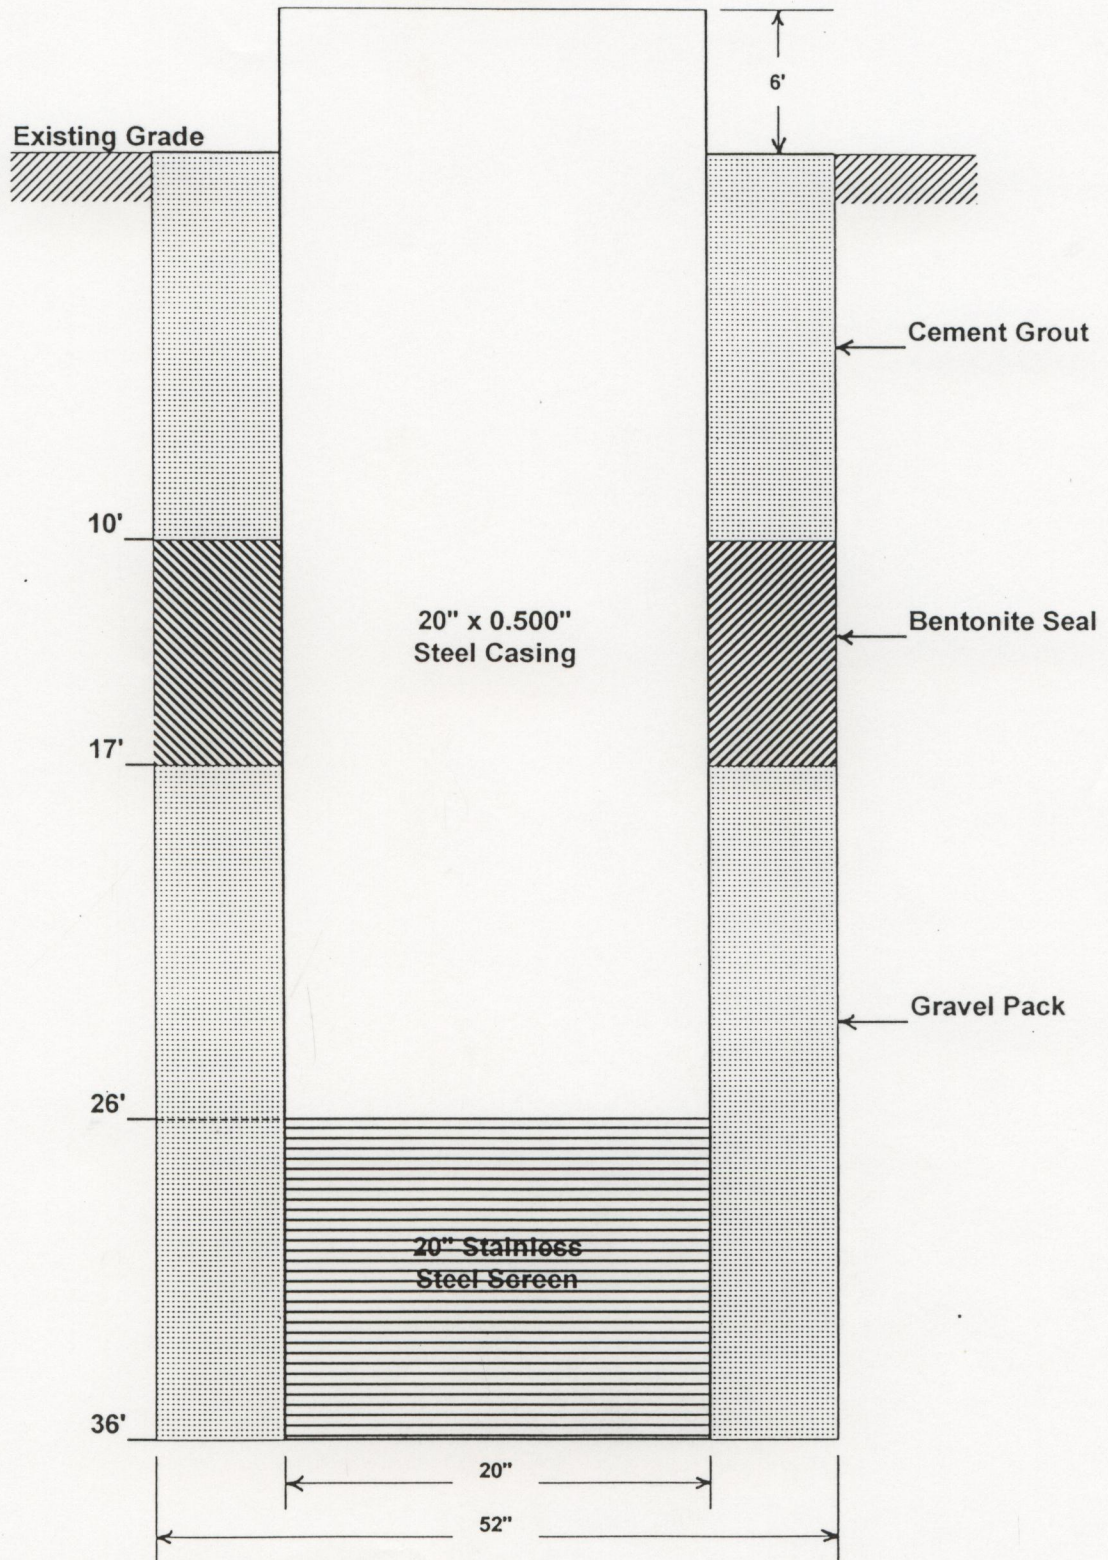 6'
Existing Grade
Cement Grout
10'
20" x 0.500"
Steel Casing
Bentonite Seal
17'
Gravel Pack
26'
20" Stainless
Steel Screen
36'
20"
52"